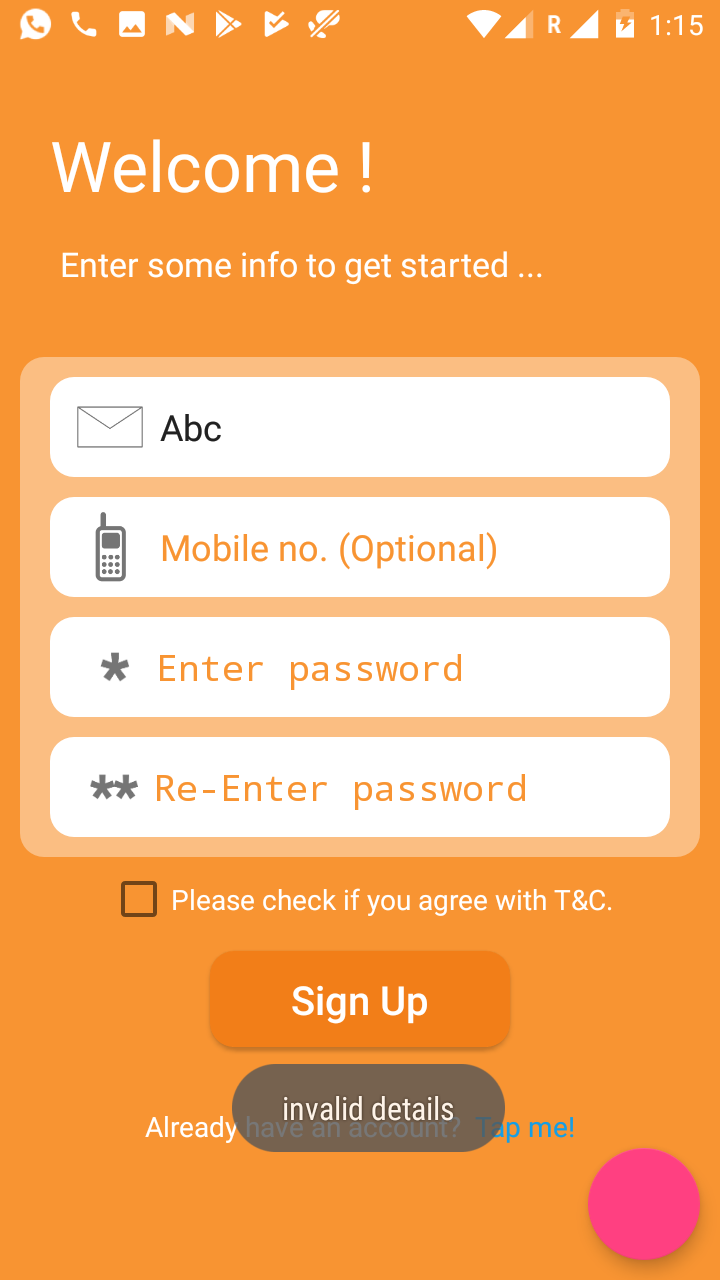 R 1:15
Welcome !
Enter some info to get started ...
Abc
Mobile no. (Optional)
* Enter password
** Re-Enter password
Please check if you agree with T&C.
Sign Up
invalid details
Already have an account? Tap me!